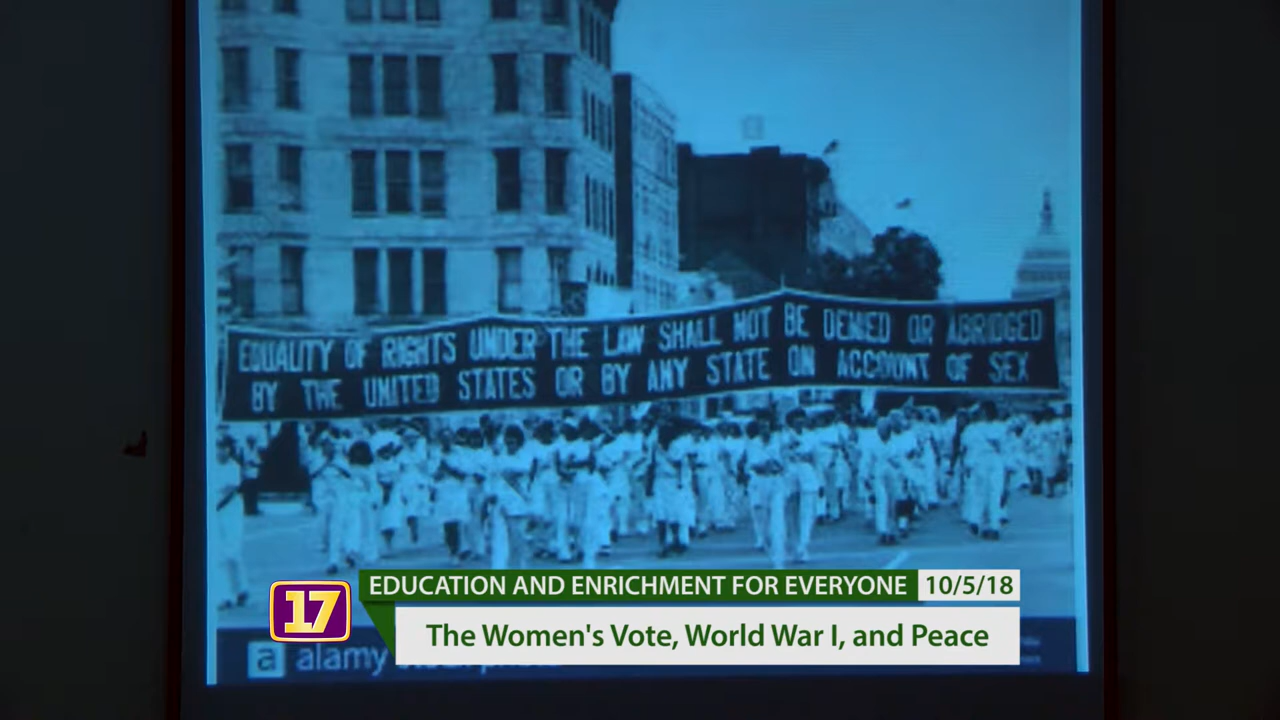 EQUALITY OF RIGHTS UNDER THE LAW SHALL NOT BE DENIED OR ABRIDGED
BY THE UNITED STATES OR BY ANY STATE ON ACCOUNT OF SEX
17
EDUCATION AND ENRICHMENT FOR EVERYONE 10/5/18
The Women's Vote, World War I, and Peace
a alamy